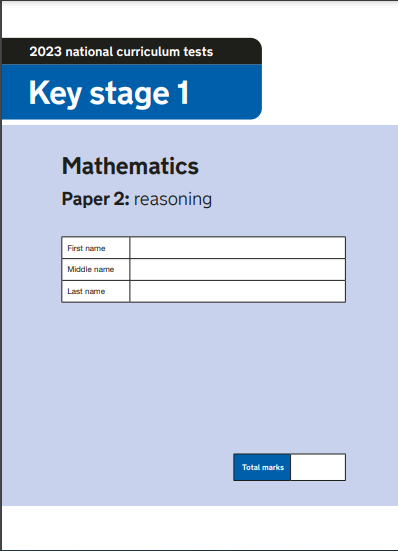 2023 national curriculum tests
Key stage 1
Mathematics
Paper 2: reasoning
First name
Middle name
Last name
Total marks